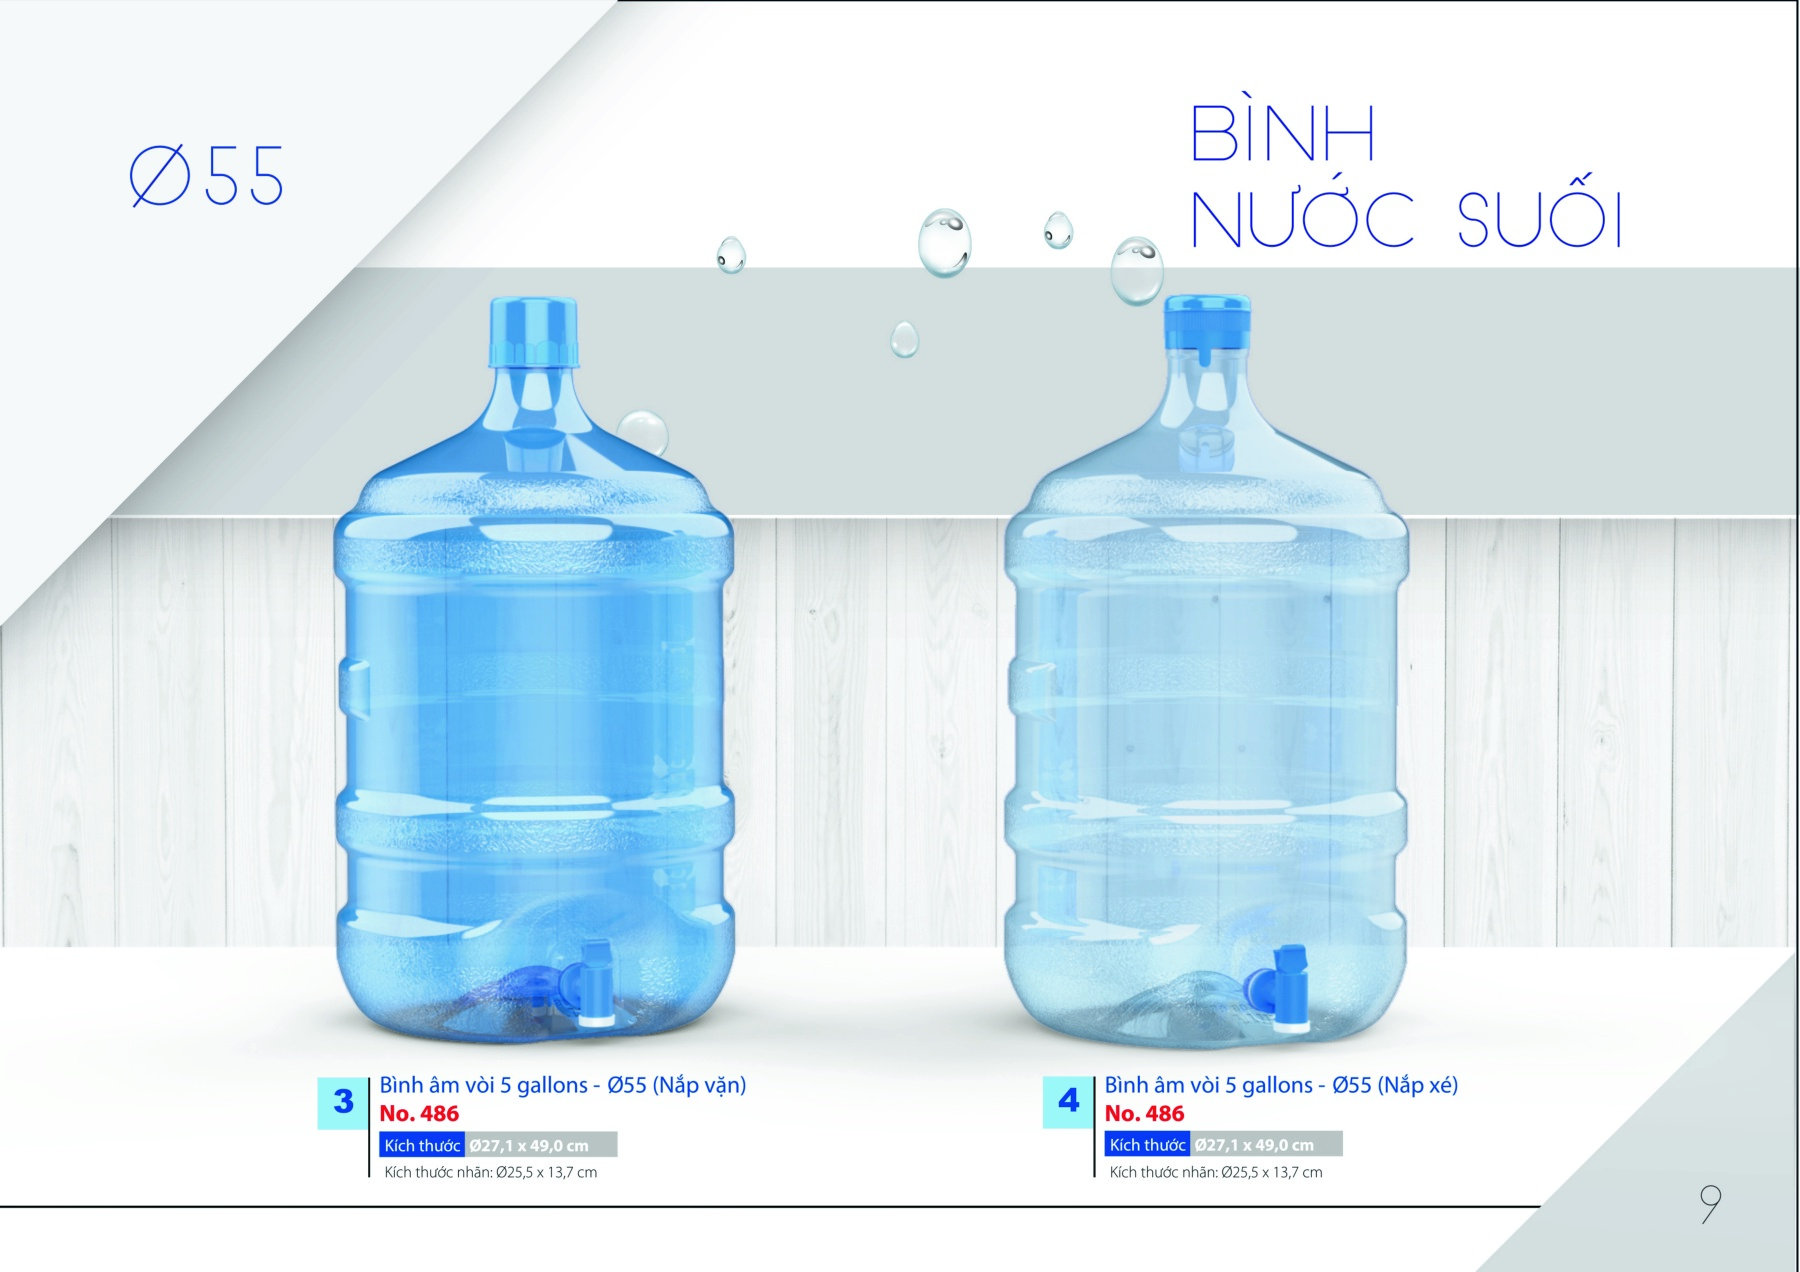 Ø55
BÌNH
NƯỚC SUỐI
3
Bình âm vòi 5 gallons - Ø55 (Nắp vặn)
No. 486
Kích thước Ø27,1 x 49,0 cm
Kích thước nhãn: Ø25,5 x 13,7 cm
4
Bình âm vòi 5 gallons - Ø55 (Nắp xé)
No. 486
Kích thước Ø27,1 x 49,0 cm
Kích thước nhãn: Ø25,5 x 13,7 cm
9